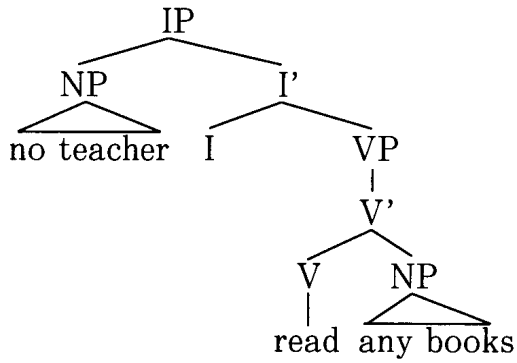 IP
NP I'
no teacher I VP
V'
V NP
read any books